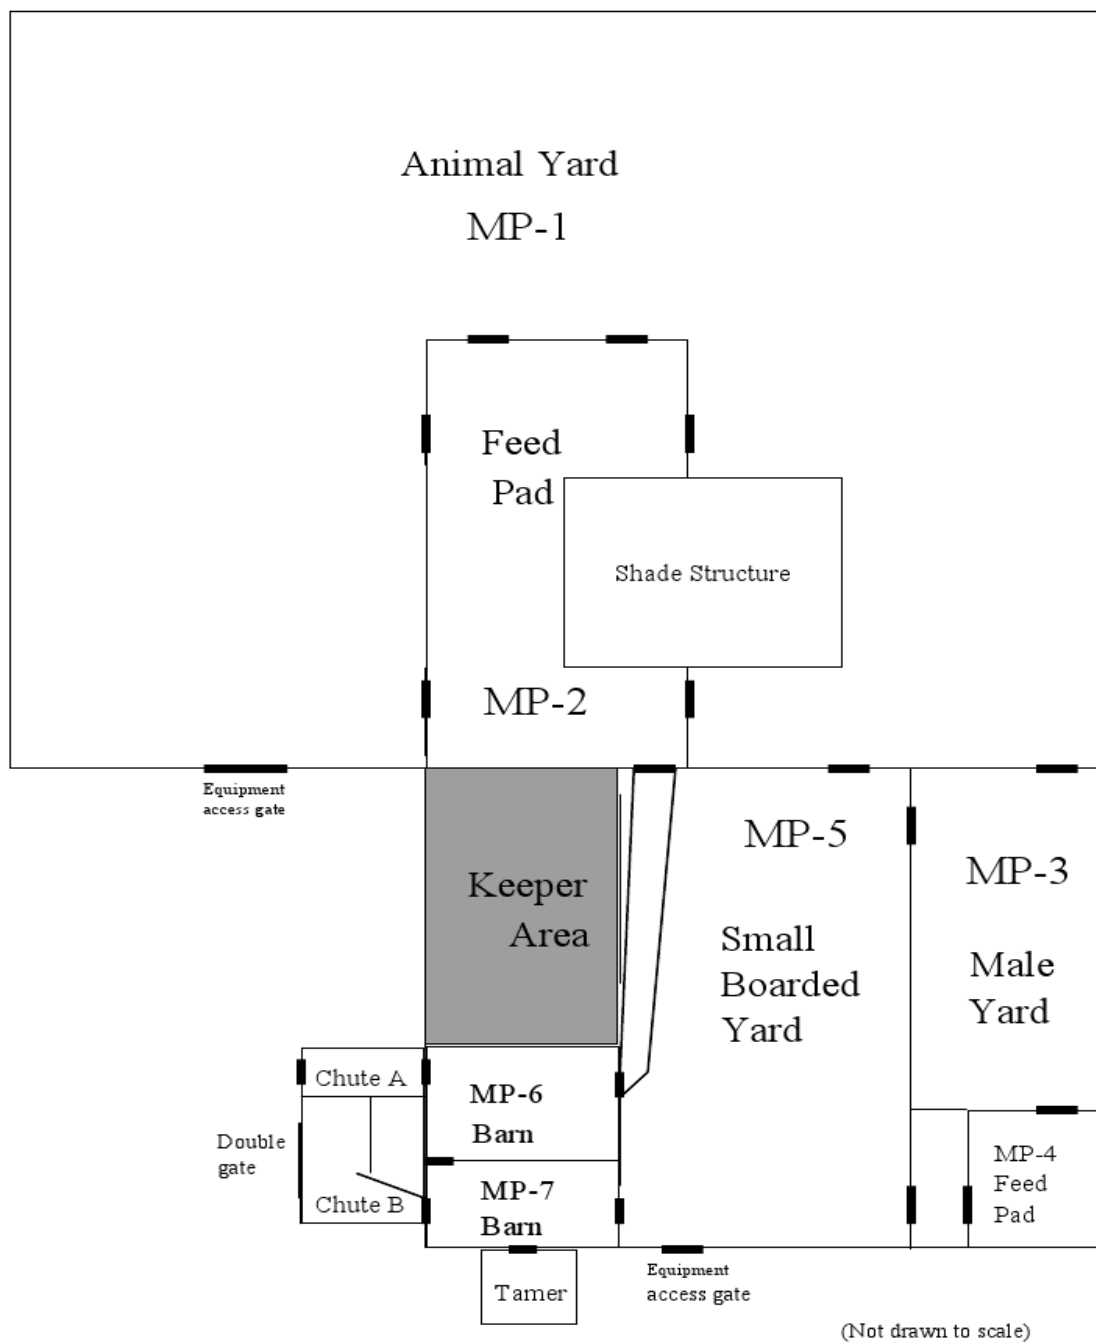 Animal Yard
MP-1
Feed
Pad
Shade Structure
MP-2
Equipment
access gate
MP-5
Keeper
Area
MP-3
Small
Boarded
Yard
Male
Yard
Chute A
MP-6
Barn
Double
gate
MP-4
Feed
Pad
Chute B
MP-7
Barn
Tamer
Equipment
access gate
(Not drawn to scale)